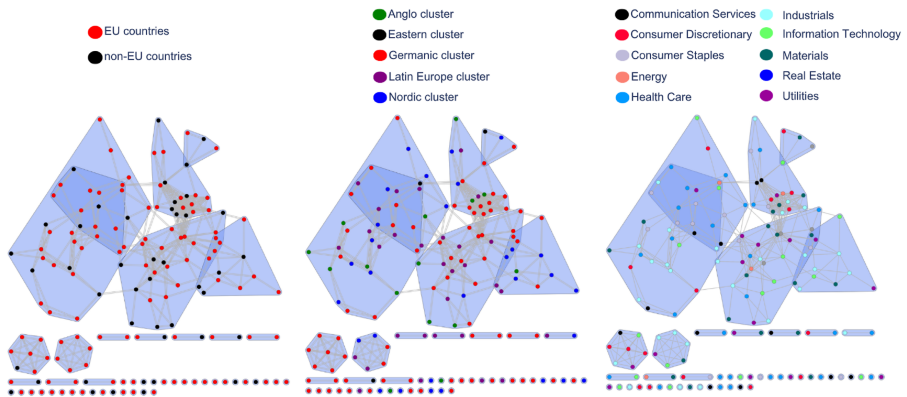 EU countries
non-EU countries
Anglo cluster
Eastern cluster
Germanic cluster
Latin Europe cluster
Nordic cluster
Communication Services
Consumer Discretionary
Consumer Staples
Energy
Health Care
Industrials
Information Technology
Materials
Real Estate
Utilities